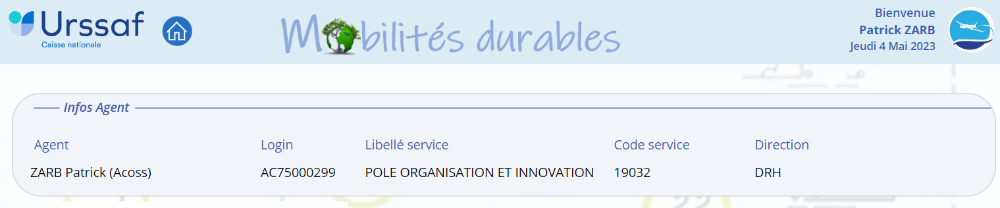 Urssaf
Caisse nationale
Mobilités durables
Bienvenue
Patrick ZARB
Jeudi 4 Mai 2023
Infos Agent
Agent Login Libellé service Code service Direction
ZARB Patrick (Acoss) AC75000299 POLE ORGANISATION ET INNOVATION 19032 DRH